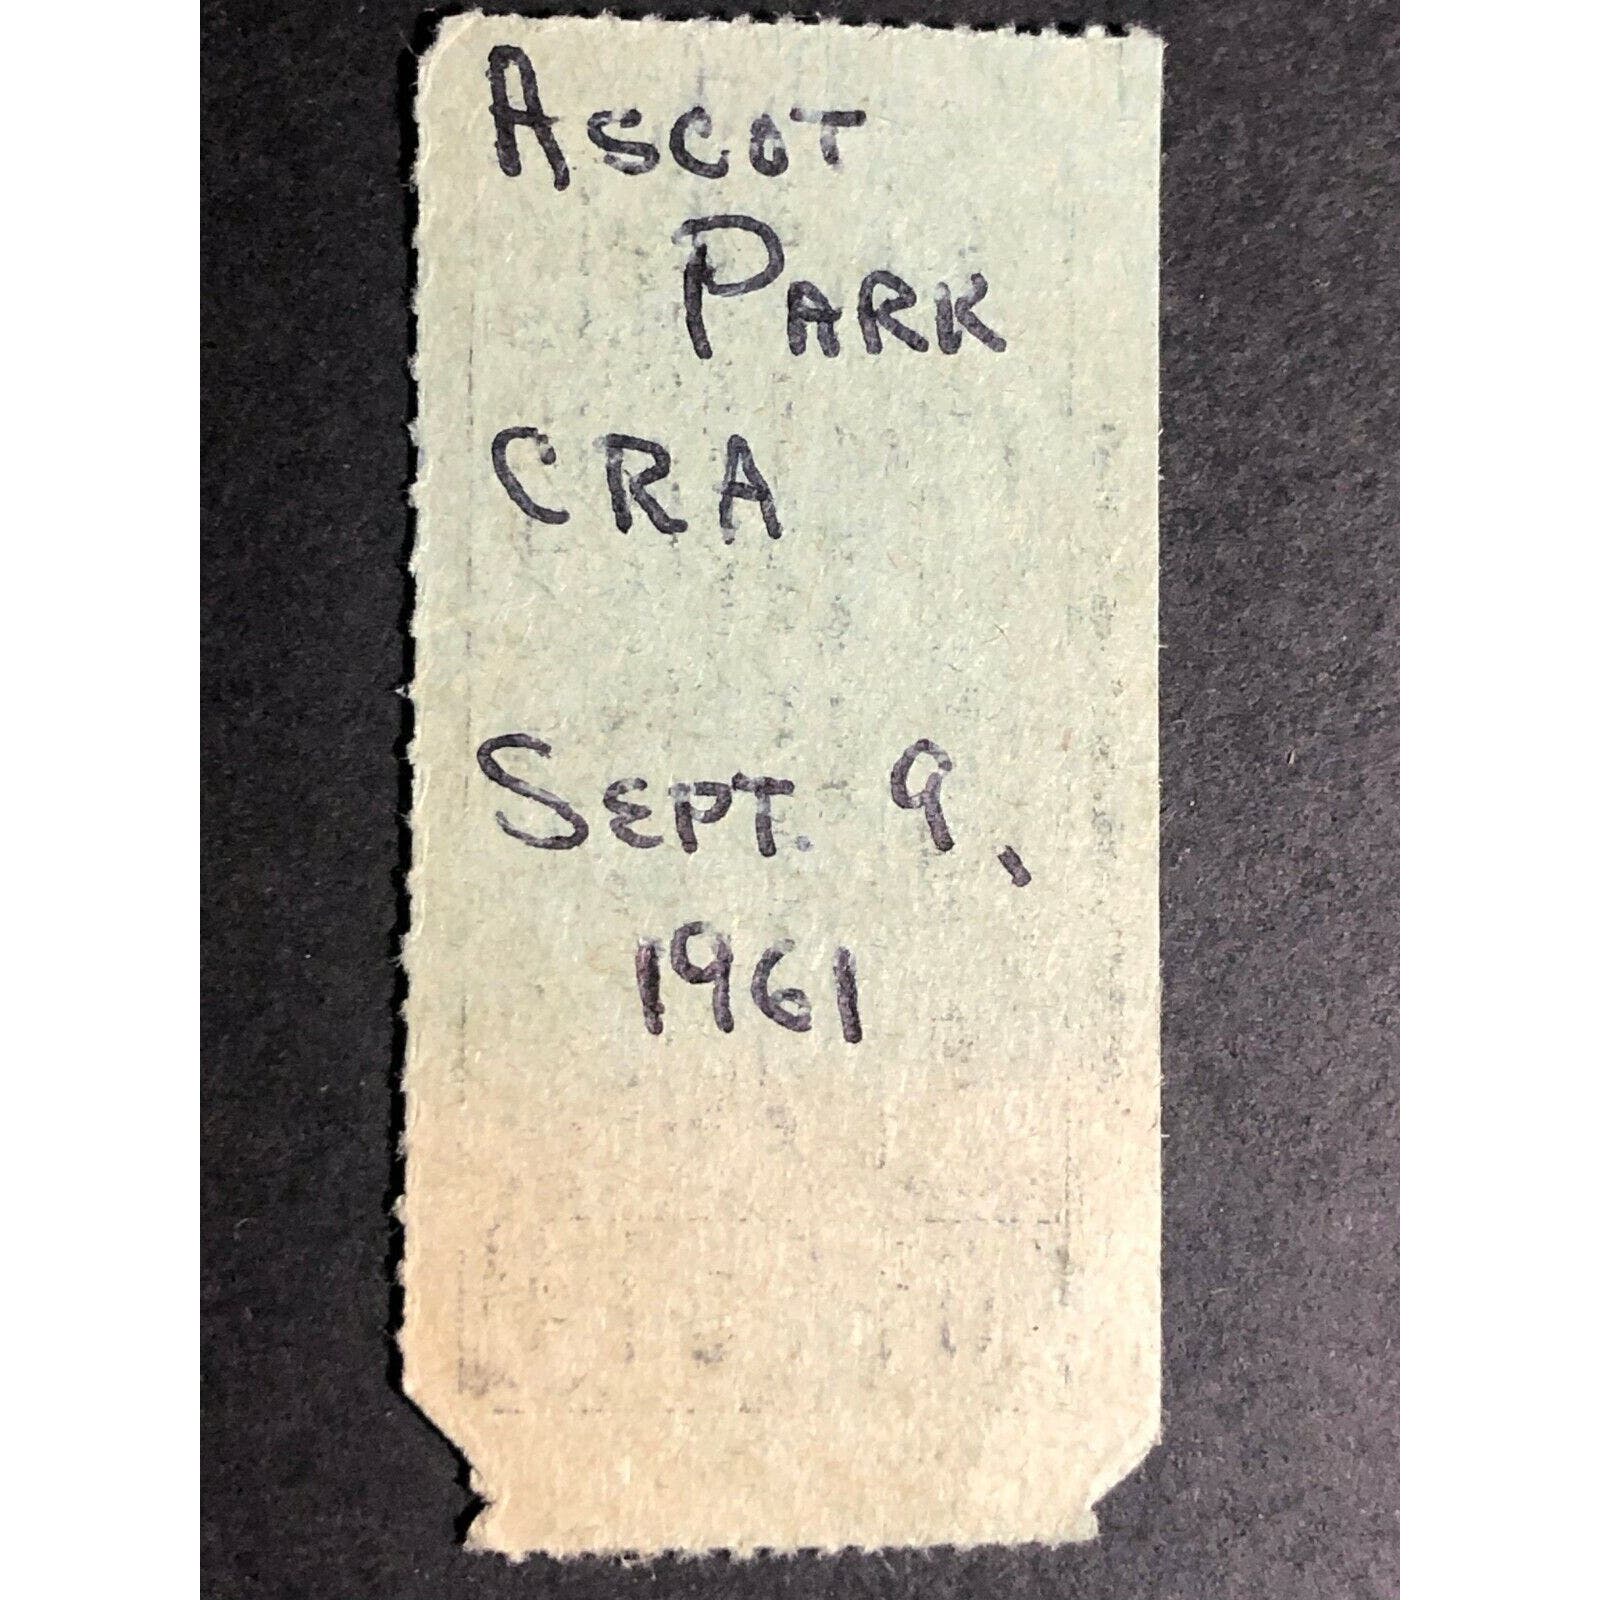 Ascot
Park
CRA
Sept. 9,
1961